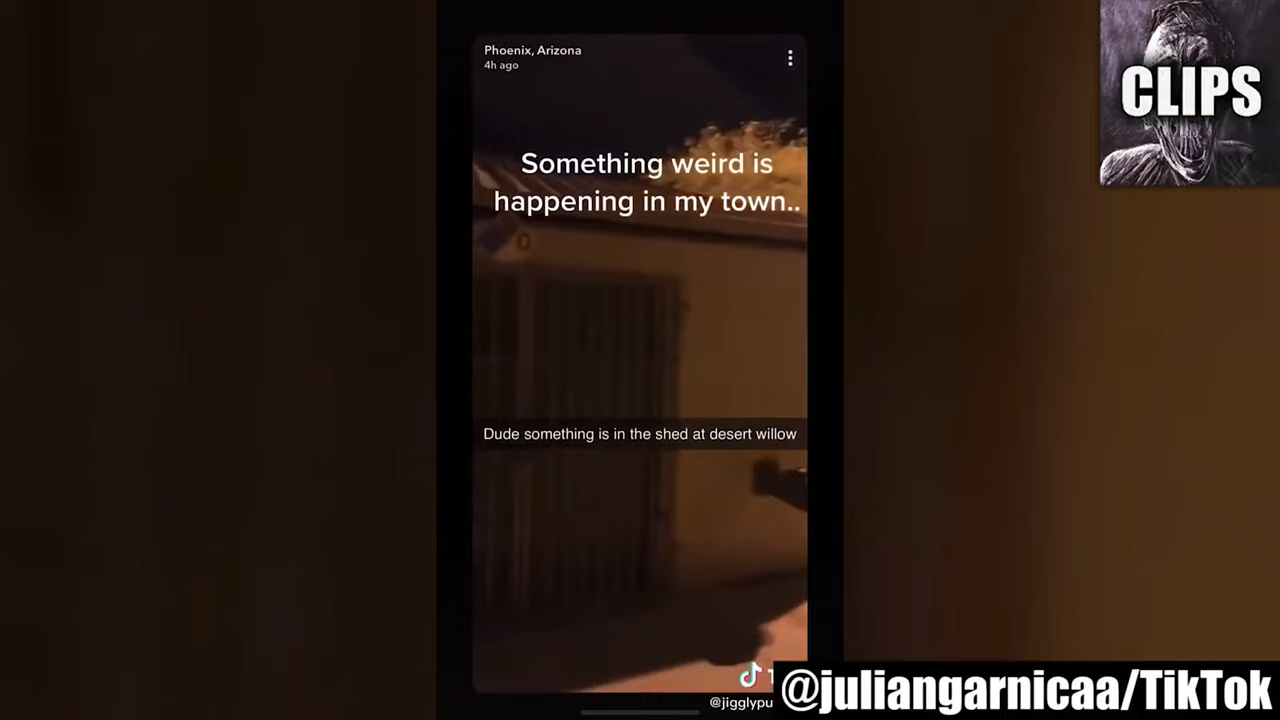 Phoenix, Arizona
4h ago
CLIPS
Something weird is
happening in my town..
Dude something is in the shed at desert willow
@juliangarnicaa/TikTok